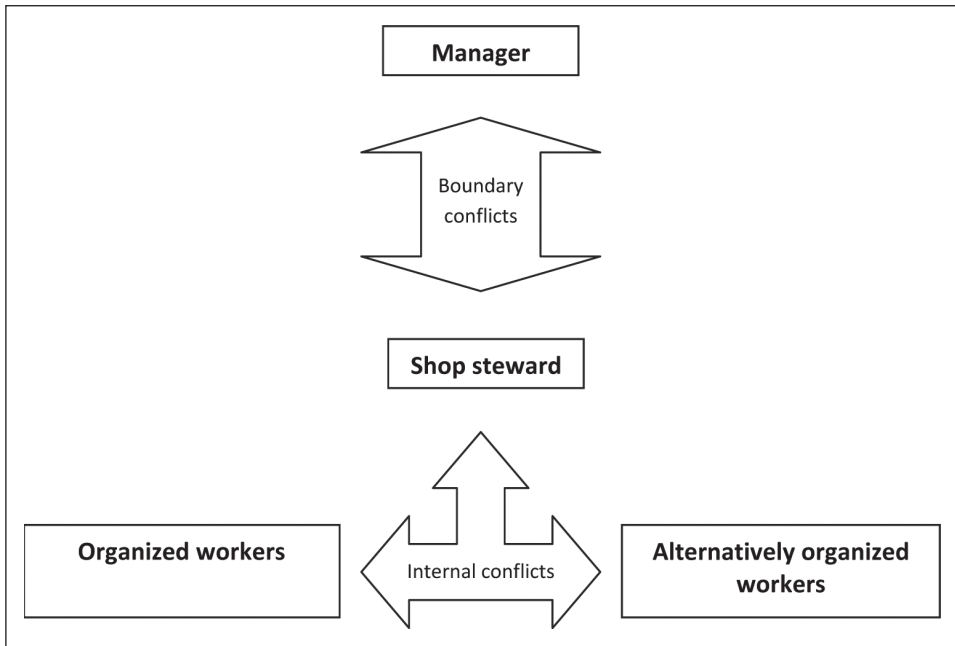 Manager
Boundary
conflicts
Shop steward
Organized workers
Internal conflicts
Alternatively organized
workers